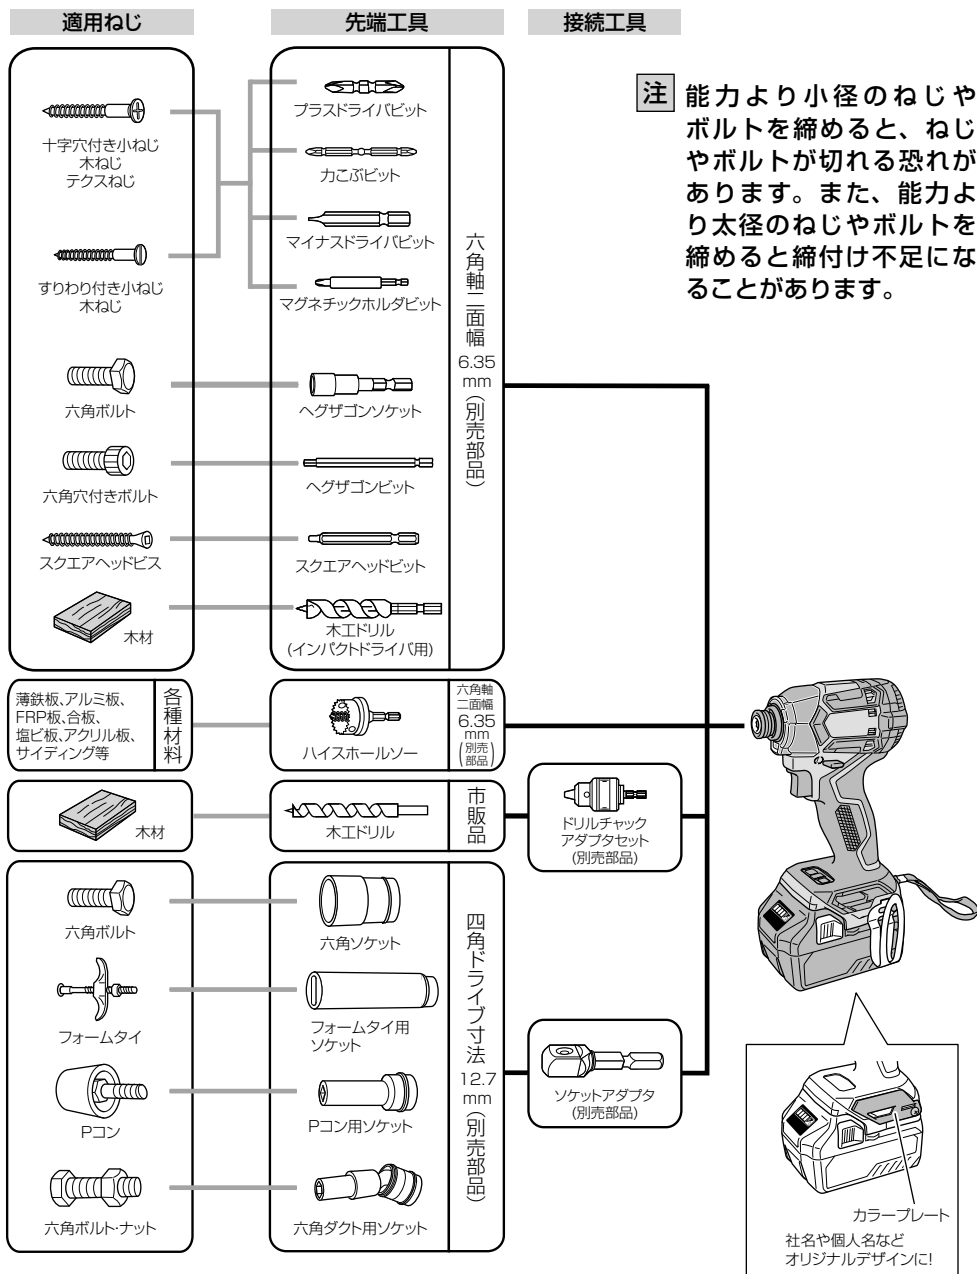 適用ねじ
先端工具
接続工具
十字穴付き小ねじ
木ねじ
テクスねじ
すりわり付き小ねじ
木ねじ
六角ボルト
六角穴付きボルト
スクエアヘッドビス
木材
プラスドライバビット
力こぶビット
マイナスドライバビット
マグネチックホルダビット
ヘグザゴンソケット
ヘグザゴンビット
スクエアヘッドビット
木工ドリル
(インパクトドライバ用)
六角軸二面幅6.35mm(別売部品)
注 能力より小径のねじや
ボルトを締めると、ねじ
やボルトが切れる恐れが
あります。また、能力よ
り太径のねじやボルトを
締めると締付け不足にな
ることがあります。
薄鉄板、アルミ板、
FRP板、合板、
塩ビ板、アクリル板、
サイディング等
各種材料
ハイスホールソー
六角軸
二面幅
6.35
mm
(別売
部品)
木材
木工ドリル
市販品
ドリルチャック
アダプタセット
(別売部品)
六角ボルト
フォームタイ
Pコン
六角ボルト・ナット
六角ソケット
フォームタイ用
ソケット
Pコン用ソケット
六角ダクト用ソケット
四角ドライブ寸法12.7mm(別売部品)
ソケットアダプタ
(別売部品)
カラープレート
社名や個人名など
オリジナルデザインに!